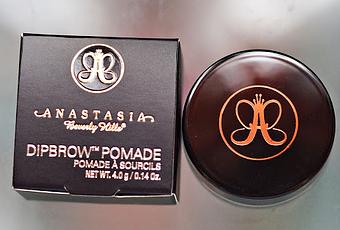 ANASTASIA
Beverly Hills®
DIPBROW™ POMADE
POMADE À SOURCILS
NET WT. 4.0 g / 0.14 Oz.